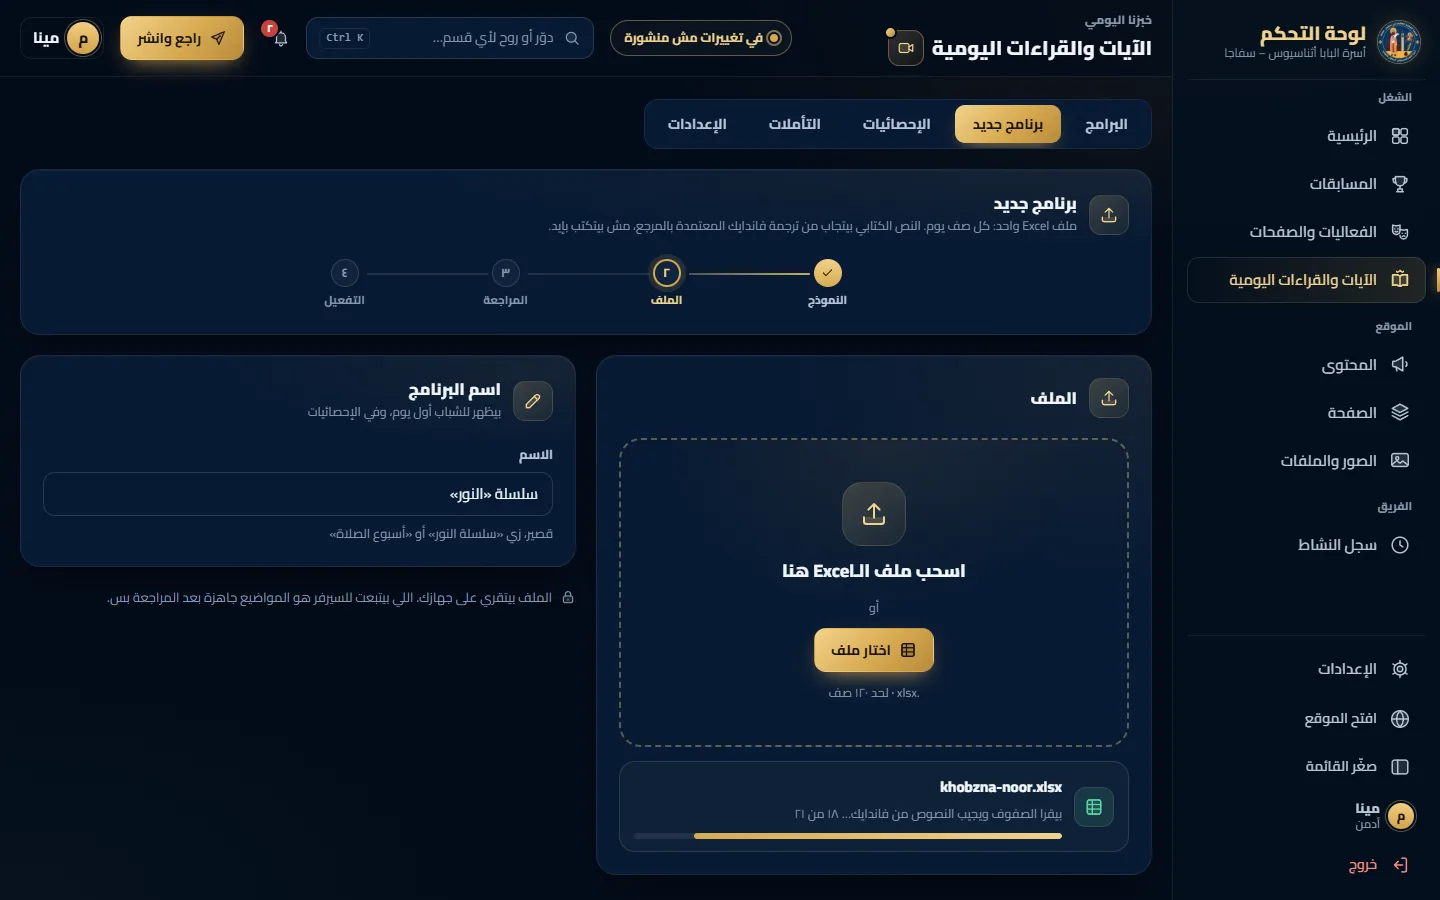 لوحة التحكم
أسرة البابا أثناسيوس – سفاجا
الشغل
الرئيسية
المسابقات
الفعاليات والصفحات
الآيات والقراءات اليومية
الموقع
المحتوى
الصفحة
الصور والملفات
الفريق
سجل النشاط
الإعدادات
افتح الموقع
صغّر القائمة
م
مينا
أدمن
خروج
خبزنا اليومي
الآيات والقراءات اليومية
في تغييرات مش منشورة
دوّر أو روح لأي قسم...
Ctrl K
٢
راجع وانشر
م
مينا
البرامج
برنامج جديد
الإحصائيات
التأملات
الإعدادات
برنامج جديد
ملف Excel واحد: كل صف يوم. النص الكتابي بيتجاب من ترجمة فاندايك المعتمدة بالمرجع، مش بيتكتب بإيد.
النموذج
٢
الملف
٣
المراجعة
٤
التفعيل
الملف
اسحب ملف الـExcel هنا
أو
اختار ملف
.xlsx · لحد ١٢٠ صف
khobzna-noor.xlsx
بيقرا الصفوف ويجيب النصوص من فاندايك... ١٨ من ٢١
اسم البرنامج
بيظهر للشباب أول يوم، وفي الإحصائيات
الاسم
سلسلة «النور»
قصير، زي «سلسلة النور» أو «أسبوع الصلاة»
الملف بيتقري على جهازك. اللي بيتبعت للسيرفر هو المواضيع جاهزة بعد المراجعة بس.